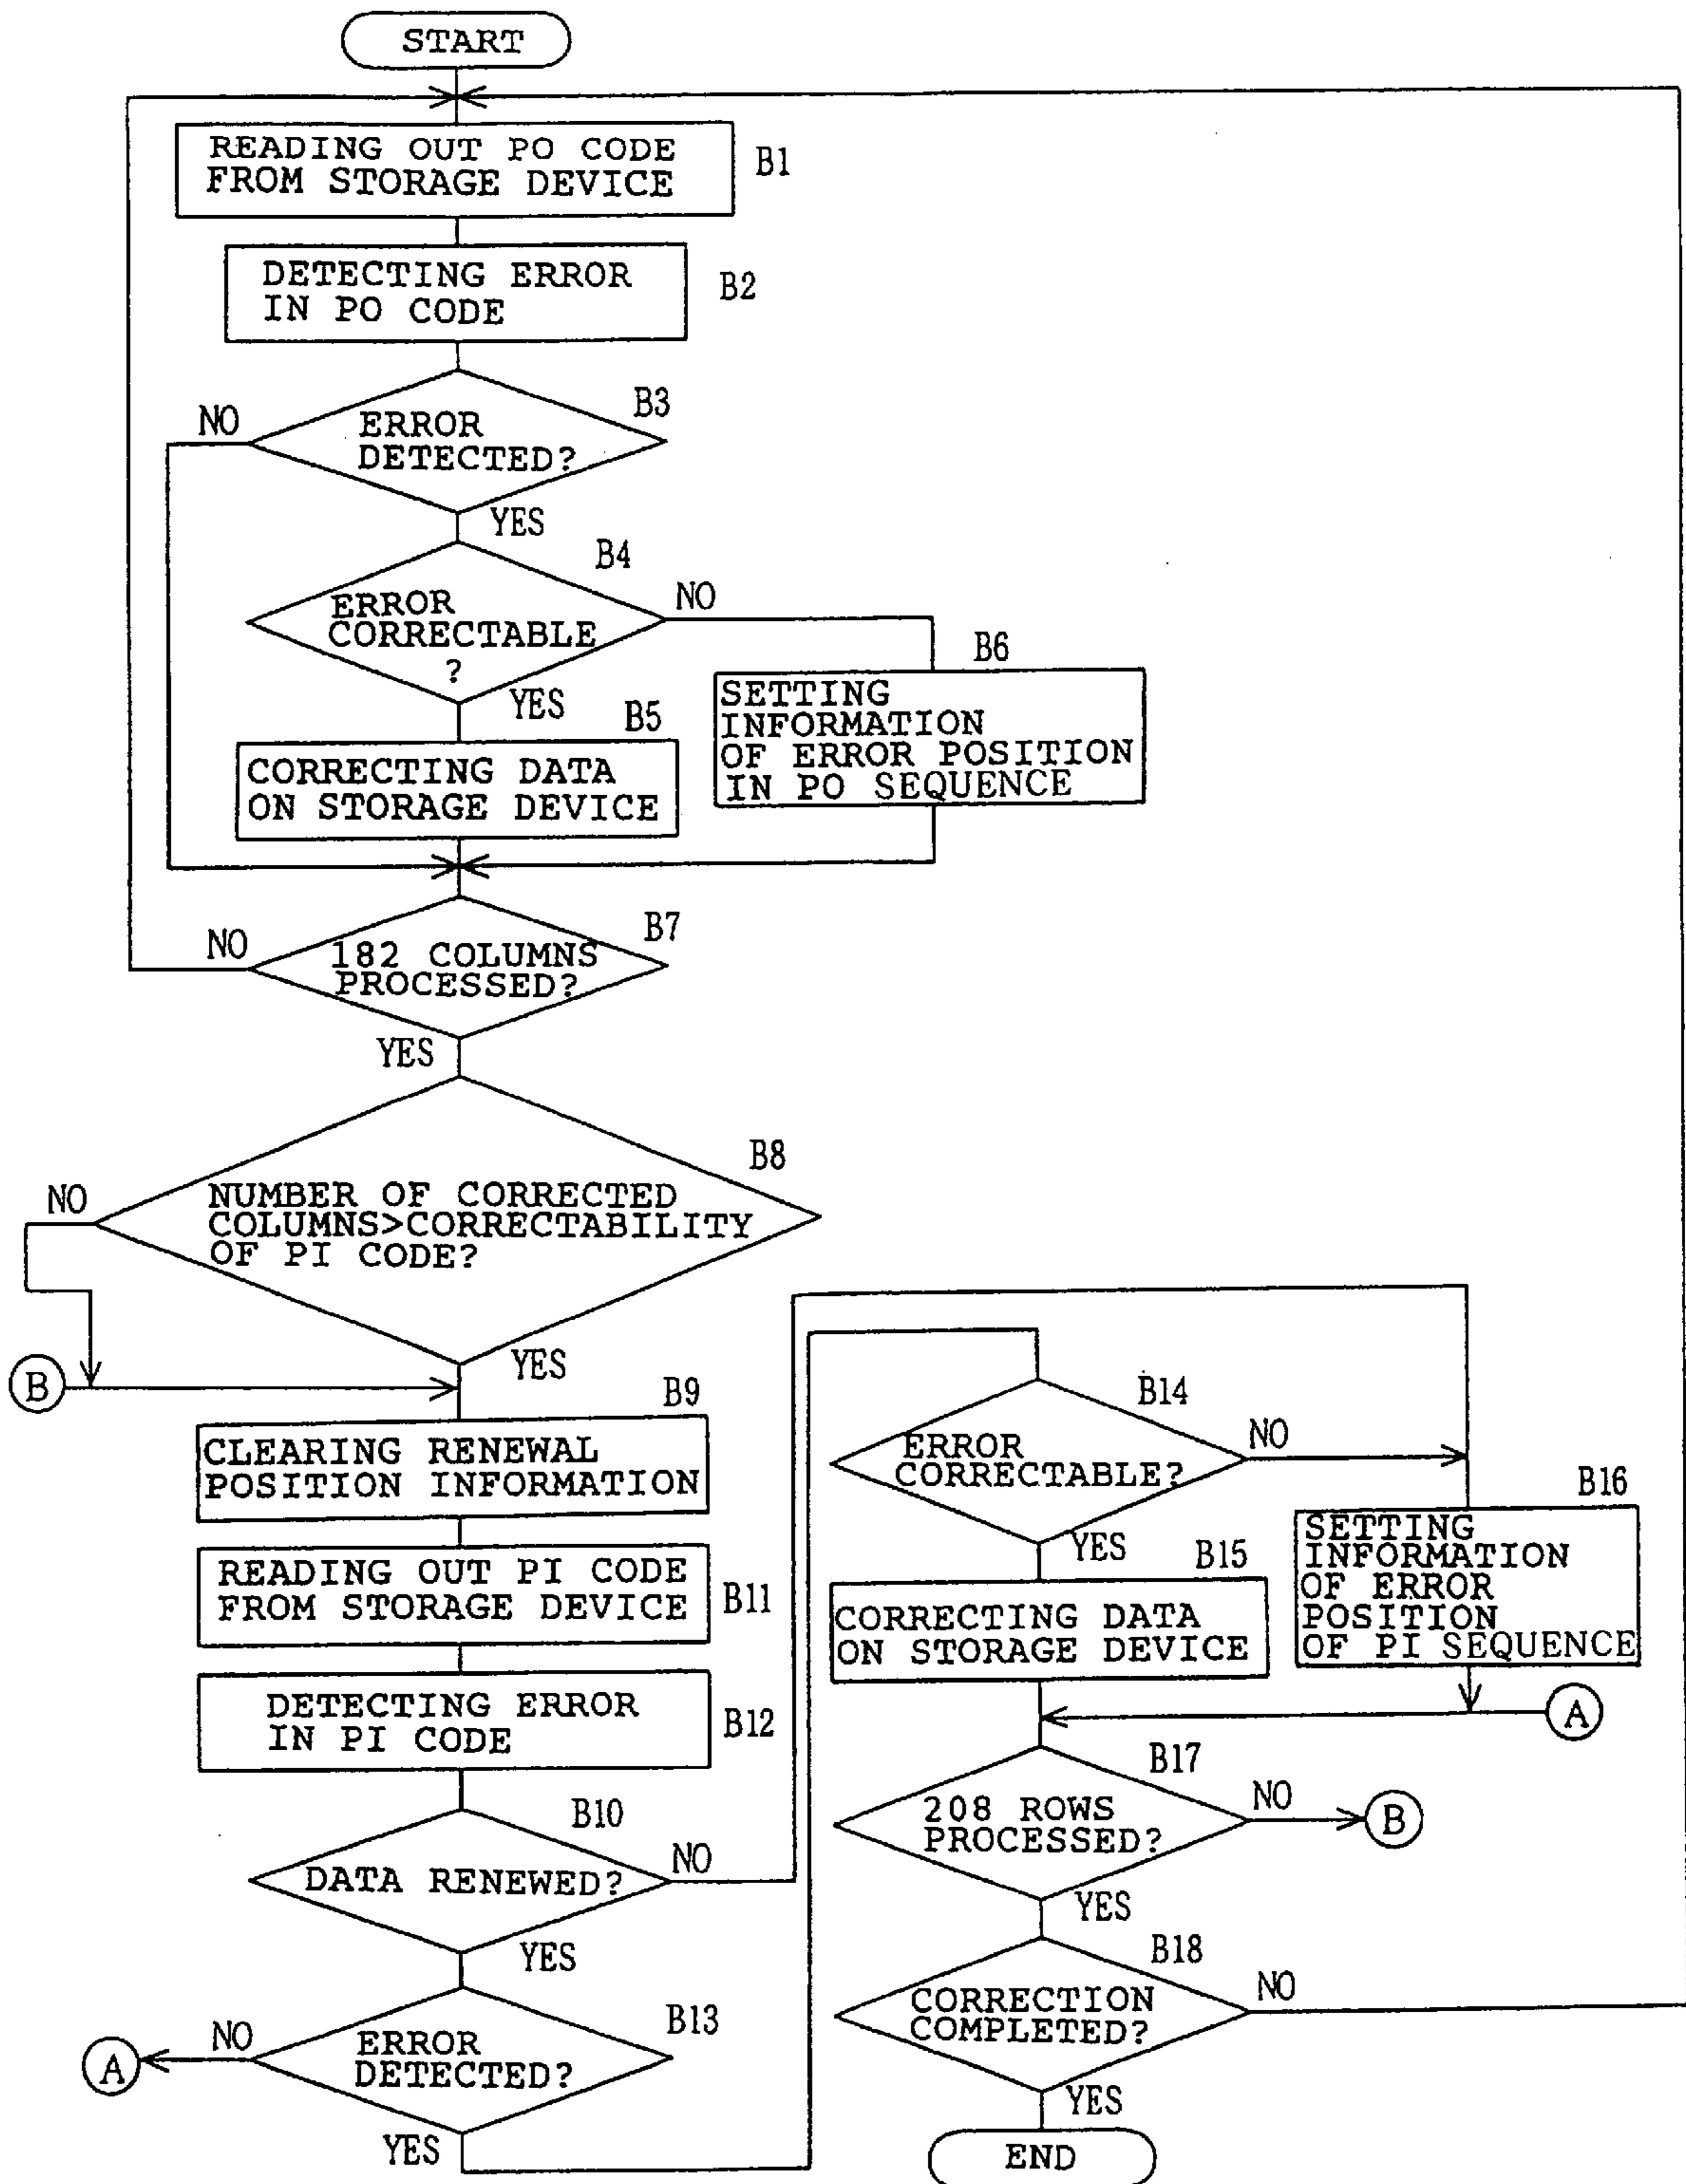 START
READING OUT PO CODE
FROM STORAGE DEVICE
B1
DETECTING ERROR
IN PO CODE
B2
B3
NO
ERROR
DETECTED?
YES
B4
NO
ERROR
CORRECTABLE
?
YES
B5
CORRECTING DATA
ON STORAGE DEVICE
B6
SETTING
INFORMATION
OF ERROR POSITION
IN PO SEQUENCE
B7
NO
182 COLUMNS
PROCESSED?
YES
B8
NO
NUMBER OF CORRECTED
COLUMNS>CORRECTABILITY
OF PI CODE?
YES
B
B9
CLEARING RENEWAL
POSITION INFORMATION
READING OUT PI CODE
FROM STORAGE DEVICE
B11
DETECTING ERROR
IN PI CODE
B12
B10
DATA RENEWED?
NO
YES
B13
NO
A
ERROR
DETECTED?
YES
B14
ERROR
CORRECTABLE?
NO
YES
B15
CORRECTING DATA
ON STORAGE DEVICE
B16
SETTING
INFORMATION
OF ERROR
POSITION
OF PI SEQUENCE
A
B17
208 ROWS
PROCESSED?
NO
B
YES
B18
CORRECTION
COMPLETED?
NO
YES
END